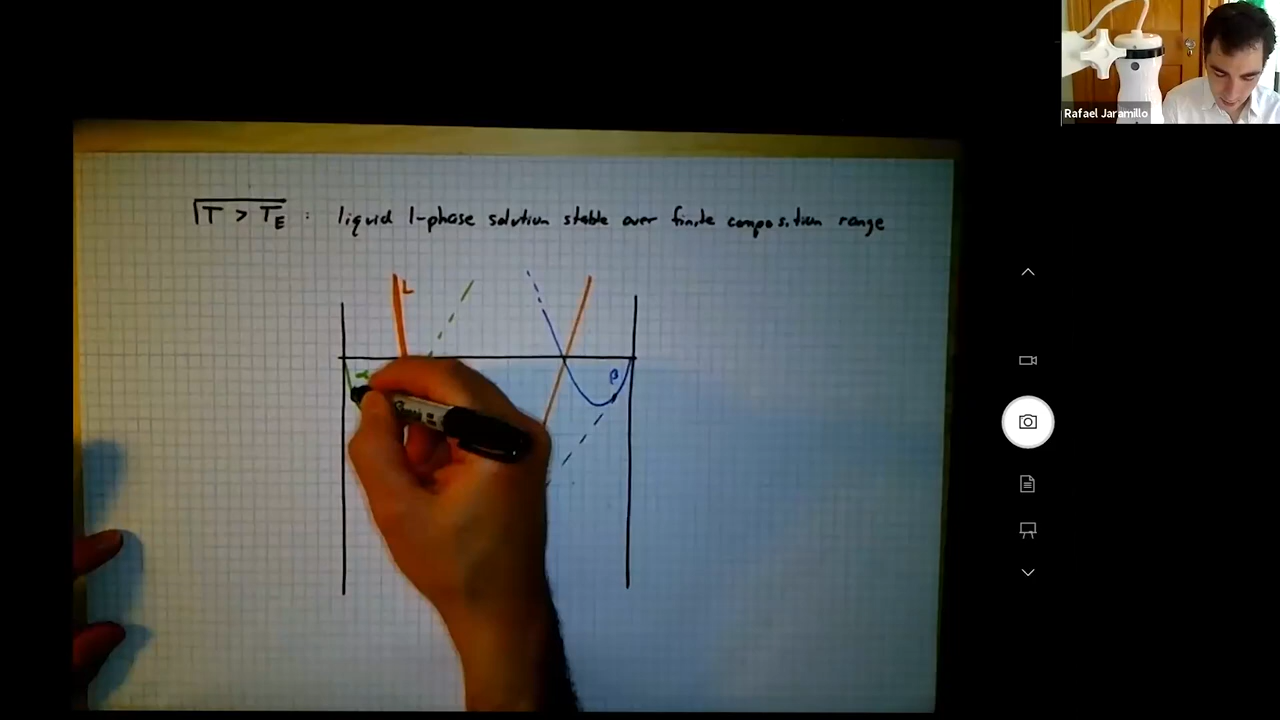 Rafael Jaramillo
T > T_E : liquid 1-phase solution stable over finite composition range
L
α
β